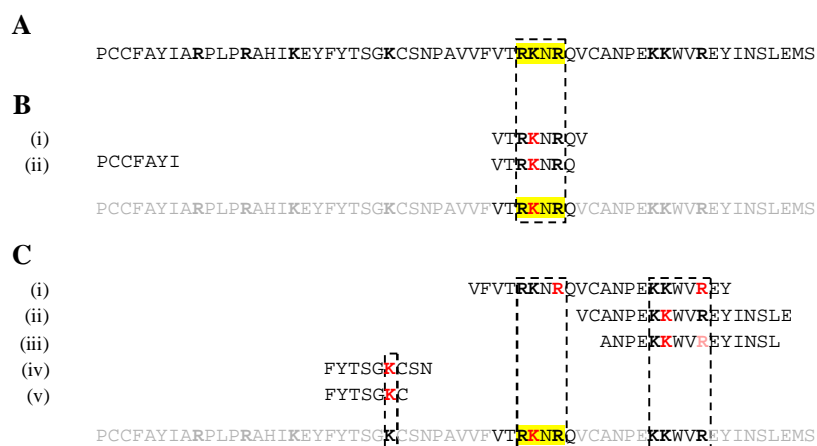 A
PCCFAYIARPLPRAHIKEYFYTSGKCSNPAVVFVTRKNRQVCANPEKKWVREYINSLEMS
B
(i) VTRKNRQV
(ii) PCCFAYI VTRKNRQ
PCCFAYIARPLPRAHIKEYFYTSGKCSNPAVVFVTRKNRQVCANPEKKWVREYINSLEMS
C
(i) VFVTRKNRQVCANPEKKWVREY
(ii) VCANPEKKWVREYINSLE
(iii) ANPEKKWVREYINSL
(iv) FYTSGKCSN
(v) FYTSGKC
PCCFAYIARPLPRAHIKEYFYTSGKCSNPAVVFVTRKNRQVCANPEKKWVREYINSLEMS